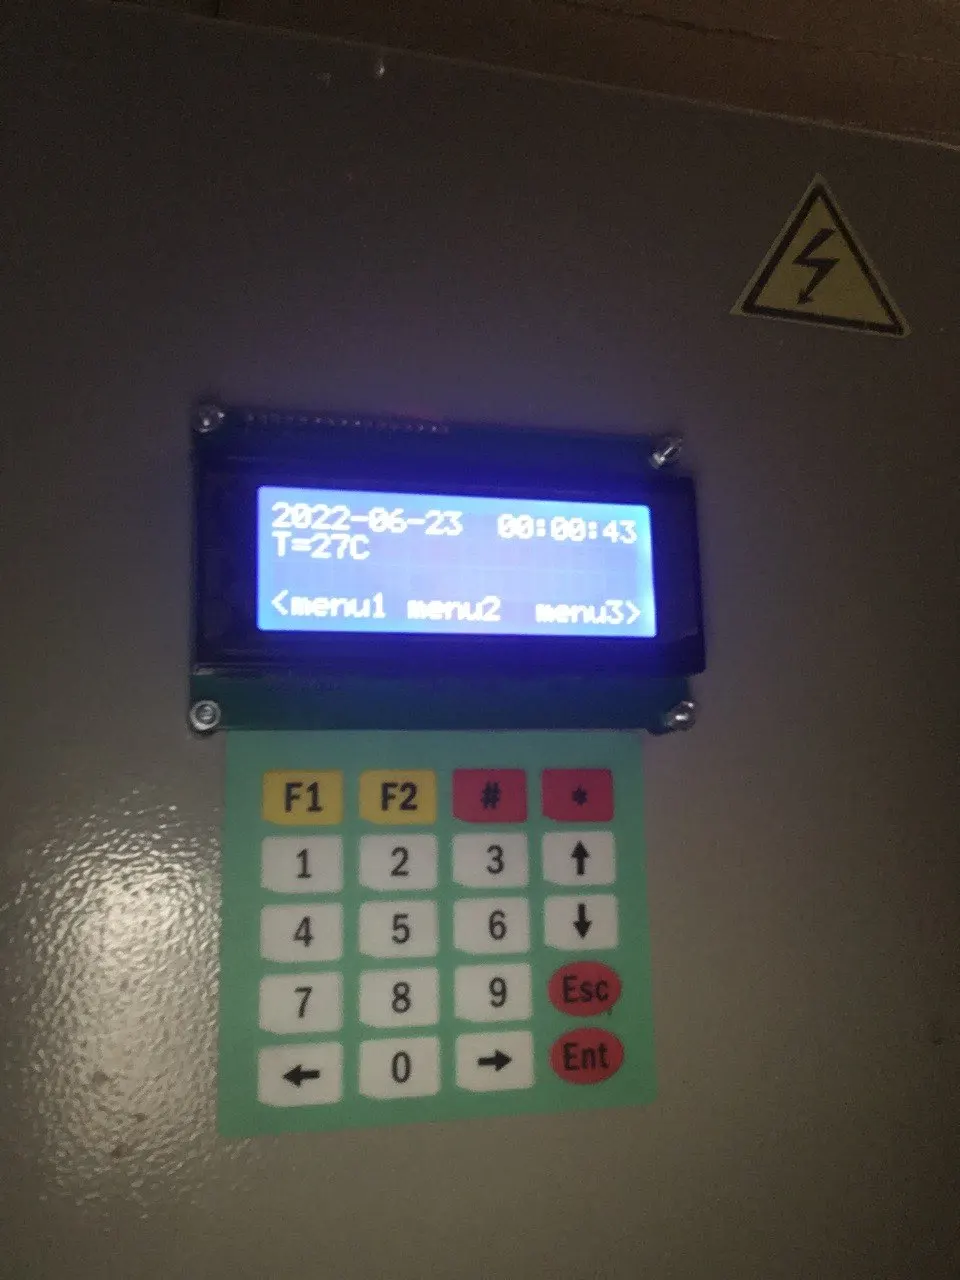 2022-06-23 00:00:43
T=27C
<menu1 menu2 menu3>
F1 F2 # *
1 2 3 ↑
4 5 6 ↓
7 8 9 Esc
← 0 → Ent